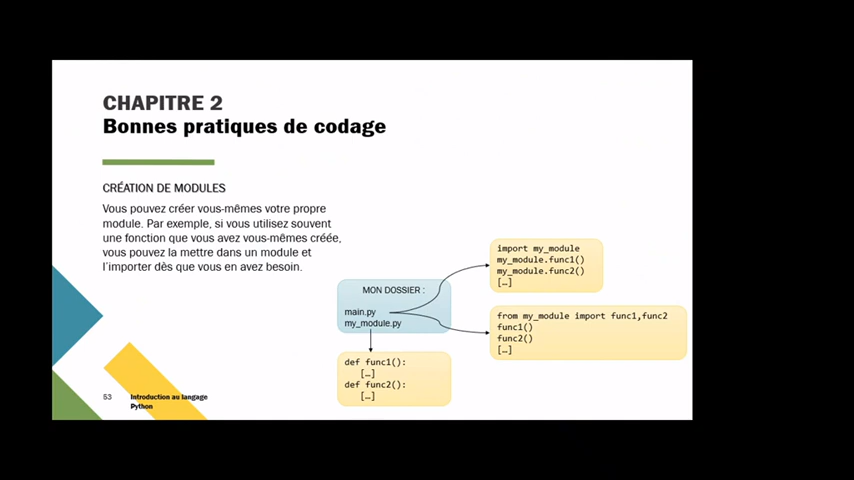 CHAPITRE 2
Bonnes pratiques de codage
CRÉATION DE MODULES
Vous pouvez créer vous-mêmes votre propre
module. Par exemple, si vous utilisez souvent
une fonction que vous avez vous-mêmes créée,
vous pouvez la mettre dans un module et
l'importer dès que vous en avez besoin.
MON DOSSIER :
main.py
my_module.py
import my_module
my_module.func1()
my_module.func2()
[…]
from my_module import func1,func2
func1()
func2()
[…]
def func1():
[…]
def func2():
[…]
53
Introduction au langage
Python